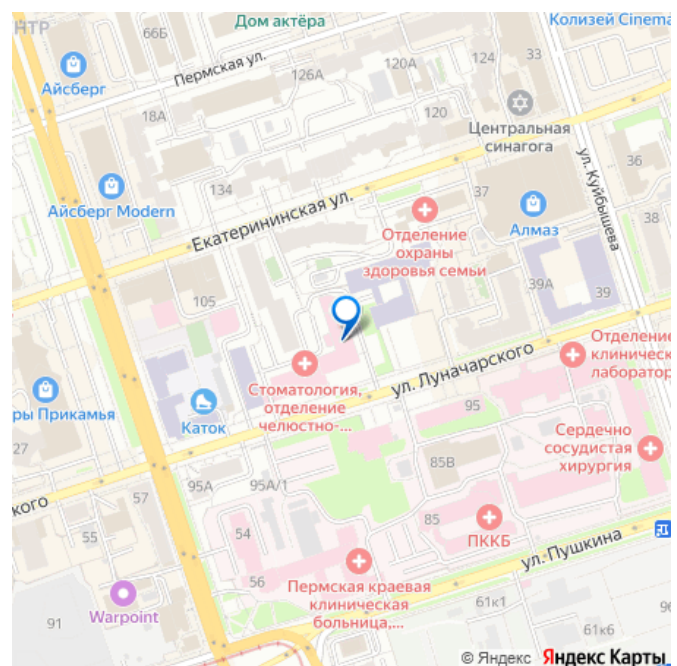 НТР
66Б
Дом актёра
Колизей Cinema
Айсберг
Пермская ул.
126А
120А
124
33
18А
120
Центральная
синагога
ул. Куйбышева
36
134
Айсберг Modern
Екатерининская ул.
37
Алмаз
38
Отделение
охраны
здоровья семьи
105
39А
39
ул. Луначарского
Отделение
клиническ
лаборатор
Стоматология,
отделение
челюстно-...
ры Прикамья
Каток
95
Сердечно
сосудистая
хирургия
27
85В
кого
57
95А
95А/1
55
54
85
ПККБ
ул. Пушкина
56
Пермская краевая
клиническая
больница,...
Warpoint
91
61к1
96
61к6
© Яндекс Яндекс Карты